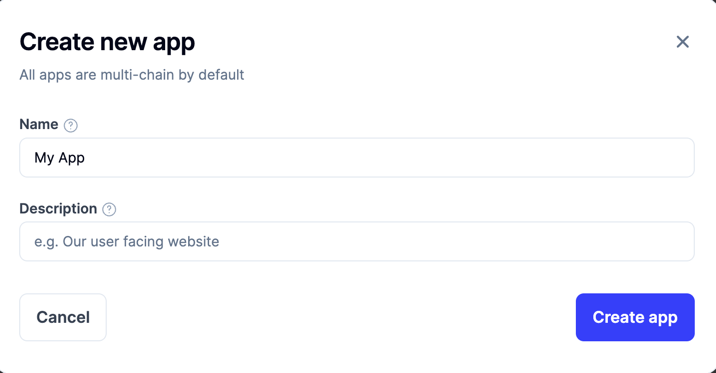 Create new app
All apps are multi-chain by default
Name
My App
Description
e.g. Our user facing website
Cancel
Create app